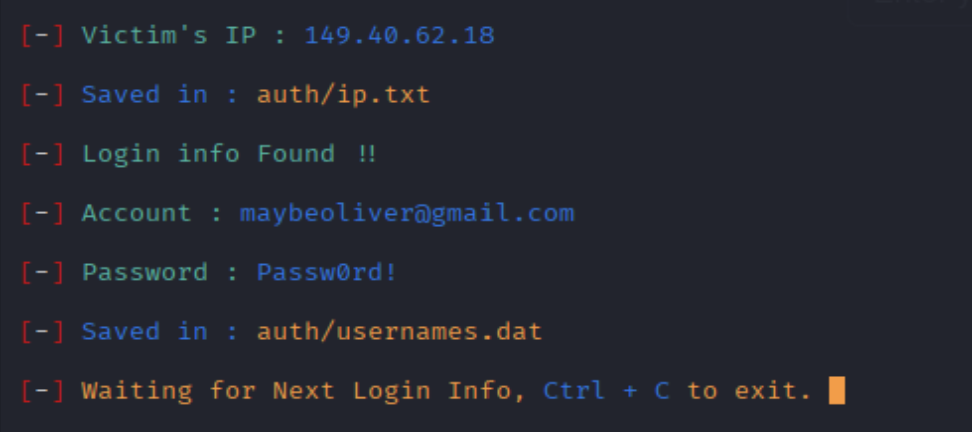 [-] Victim's IP : 149.40.62.18
[-] Saved in : auth/ip.txt
[-] Login info Found !!
[-] Account : maybeoliver@gmail.com
[-] Password : Passw0rd!
[-] Saved in : auth/usernames.dat
[-] Waiting for Next Login Info, Ctrl + C to exit.